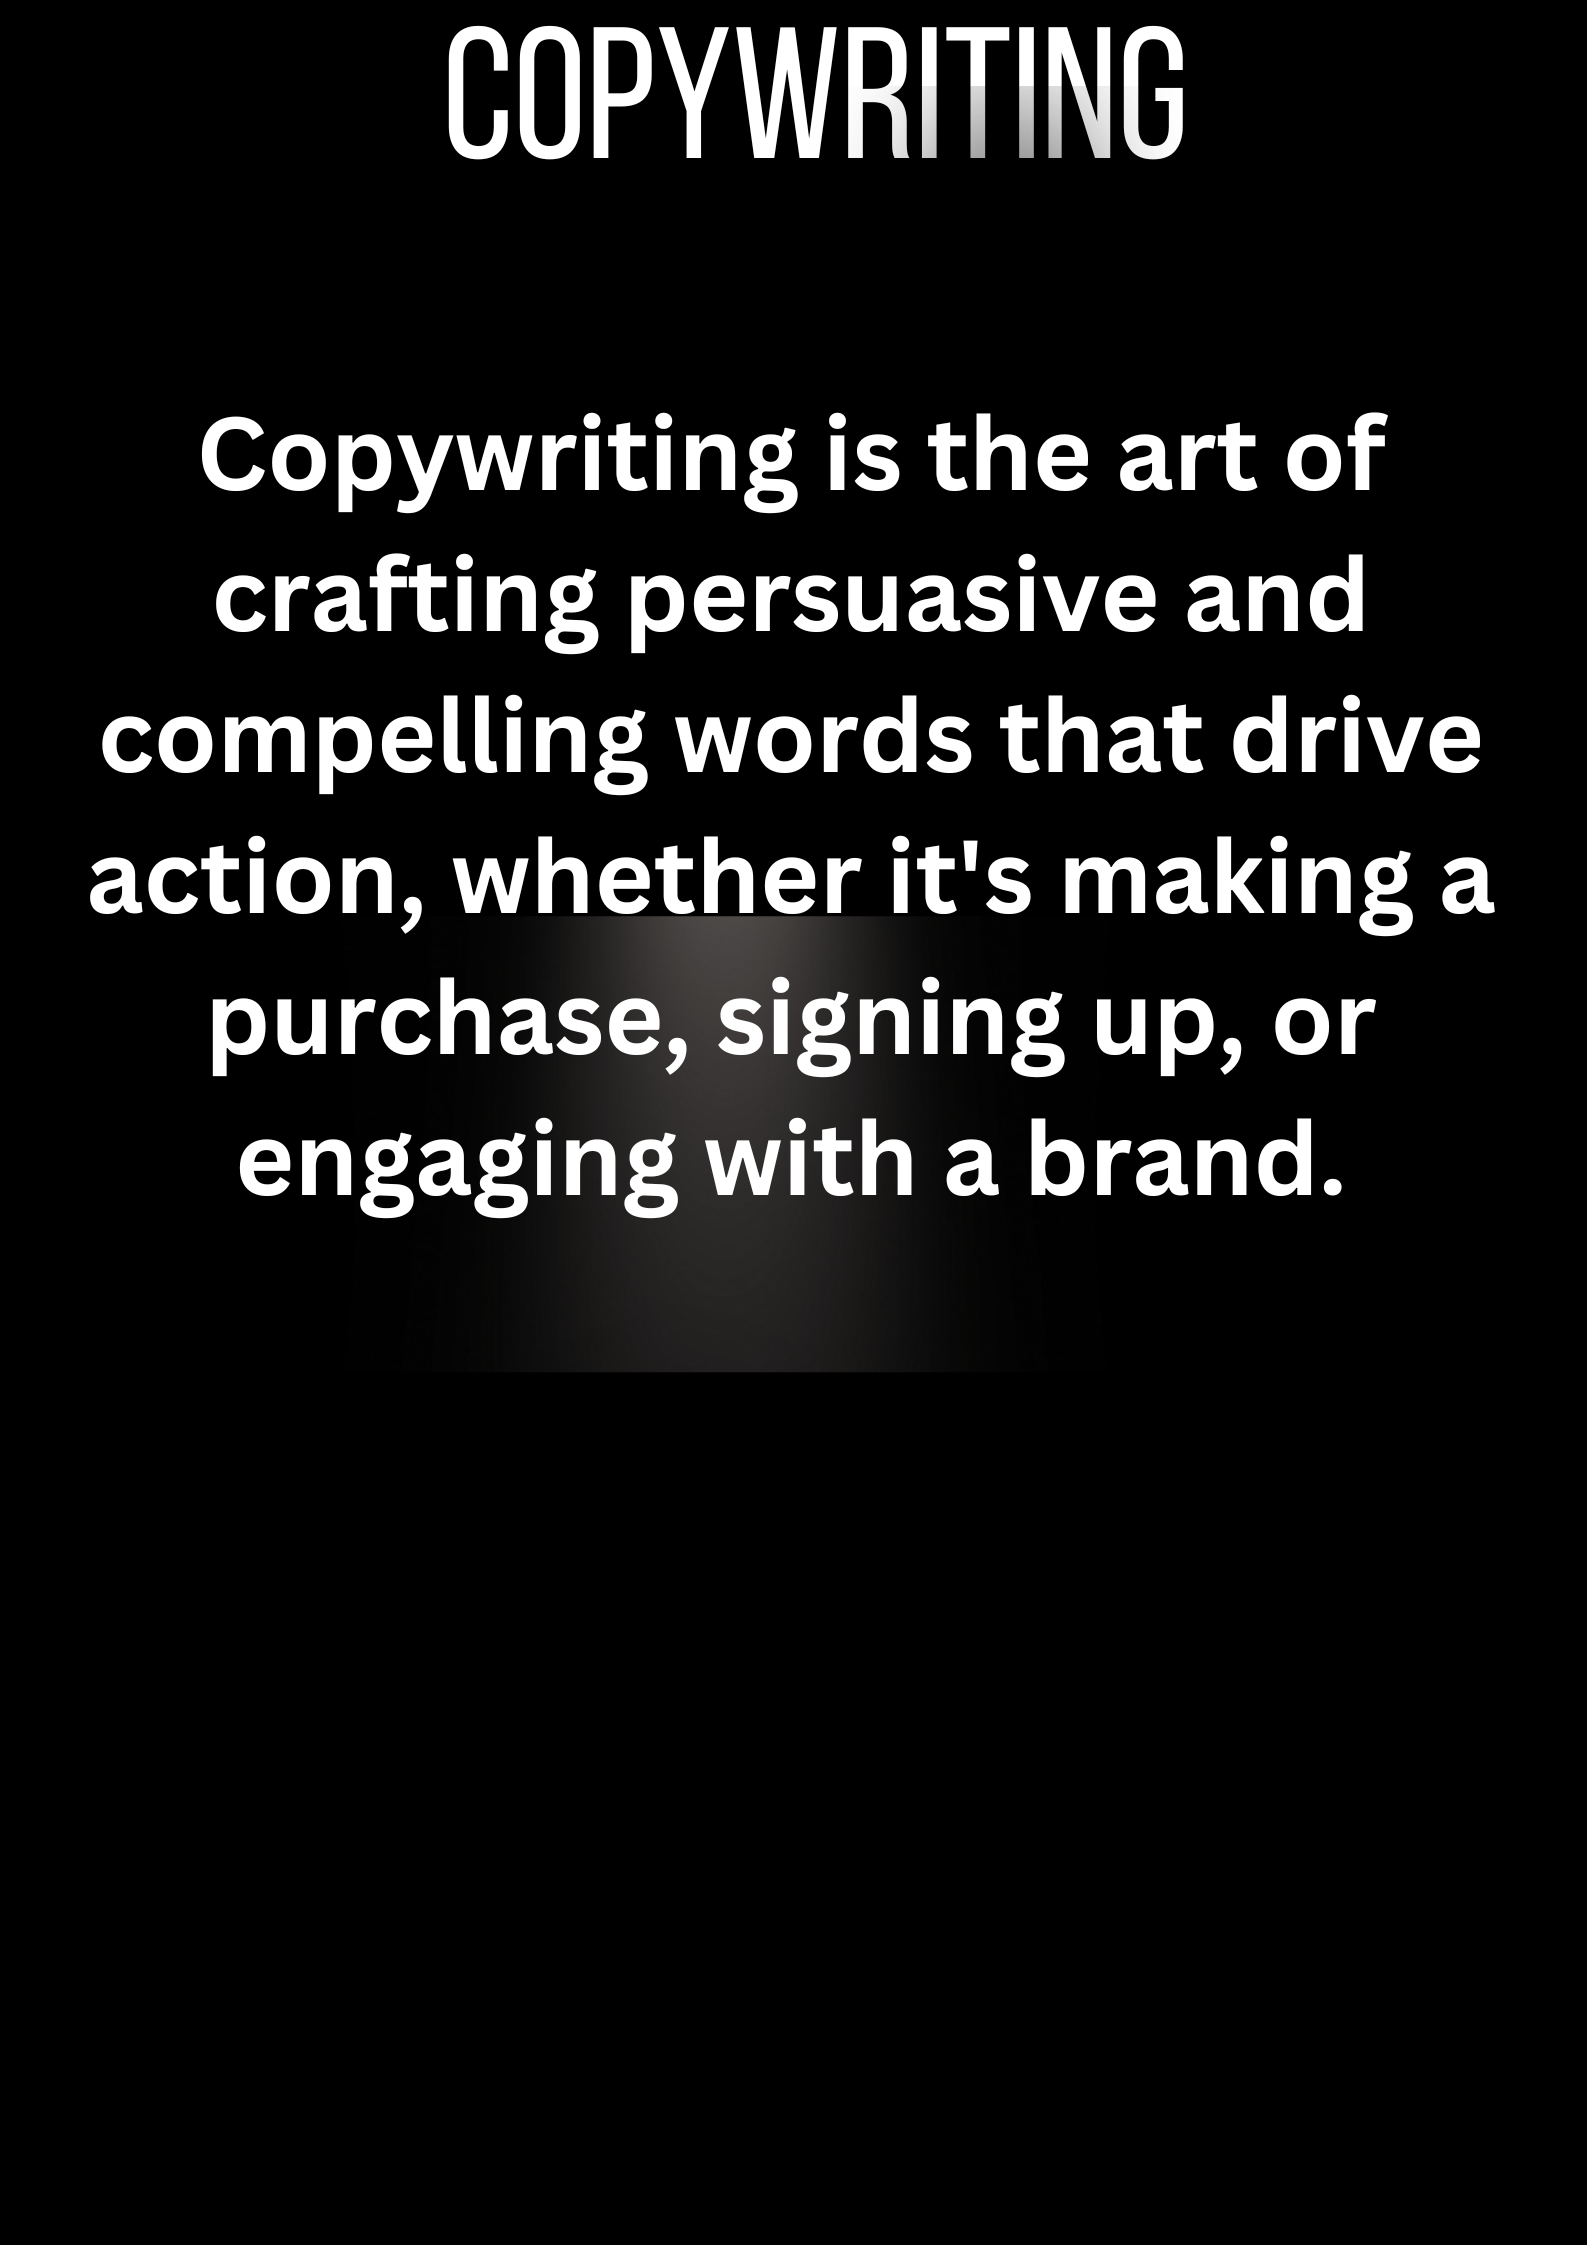 COPYWRITING
Copywriting is the art of
crafting persuasive and
compelling words that drive
action, whether it's making a
purchase, signing up, or
engaging with a brand.